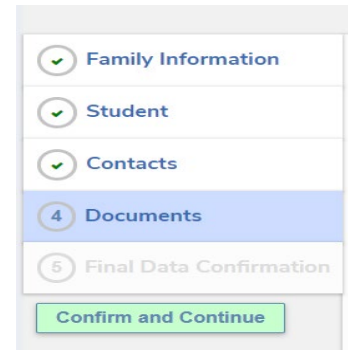 Family Information
Student
Contacts
4 Documents
5 Final Data Confirmation
Confirm and Continue